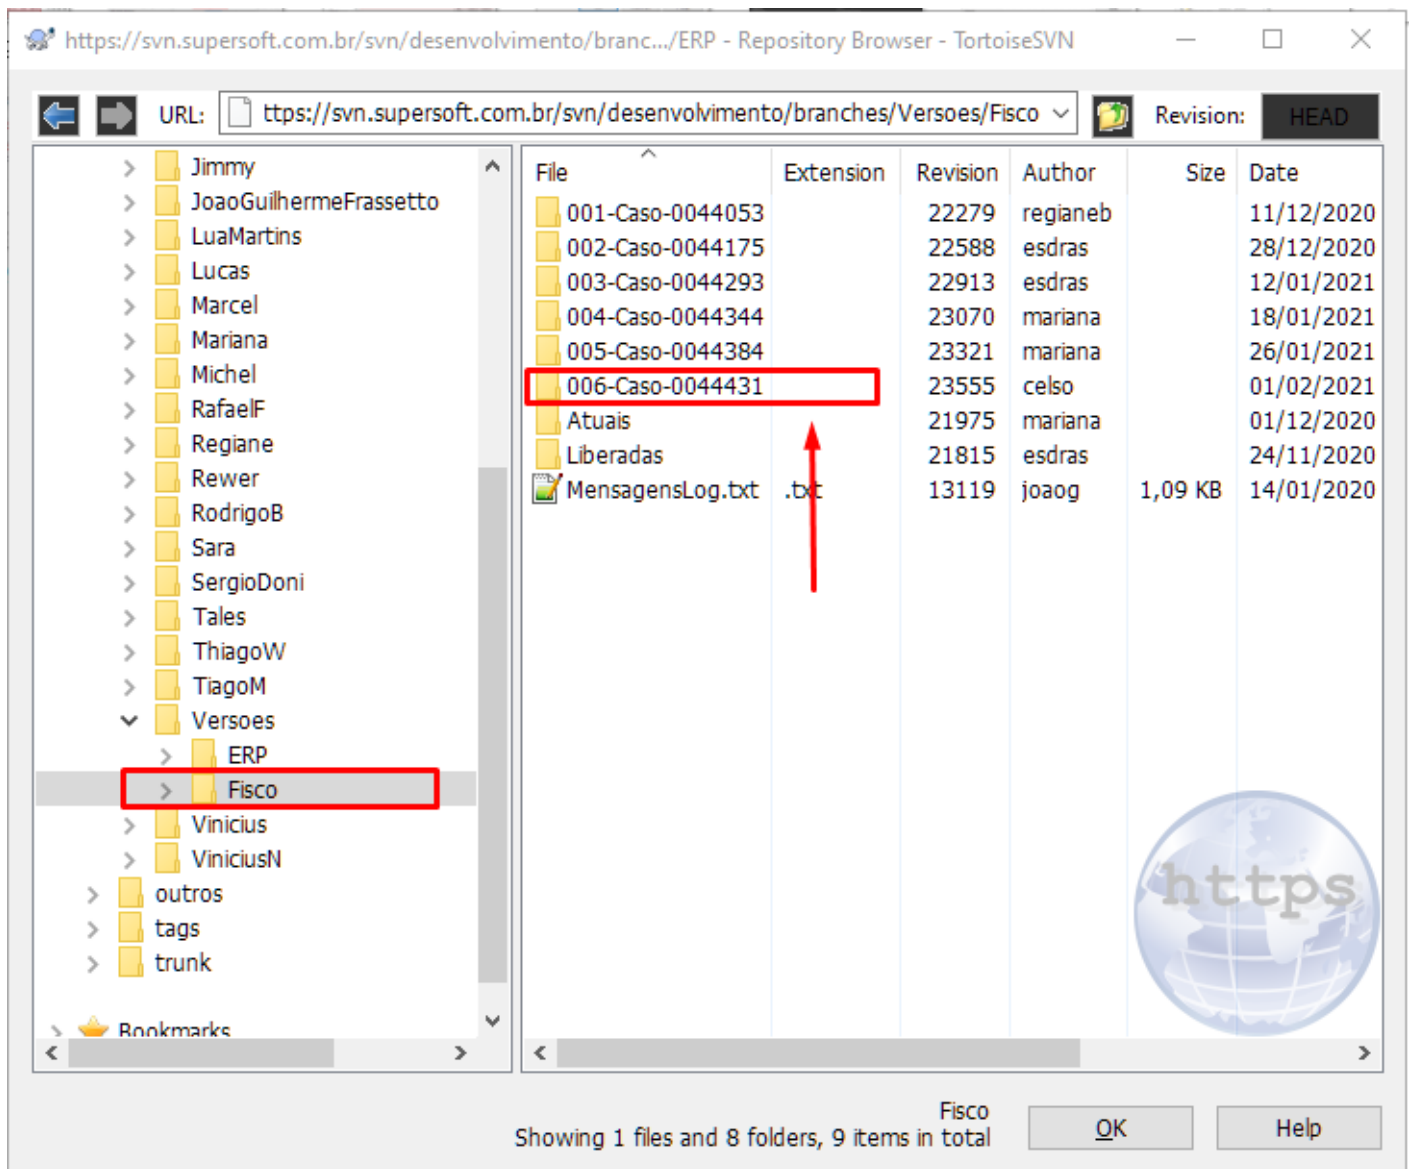 https://svn.supersoft.com.br/svn/desenvolvimento/branc.../ERP - Repository Browser - TortoiseSVN
URL: ttps://svn.supersoft.com.br/svn/desenvolvimento/branches/Versoes/Fisco Revision: HEAD
Jimmy
JoaoGuilhermeFrassetto
LuaMartins
Lucas
Marcel
Mariana
Michel
RafaelF
Regiane
Rewer
RodrigoB
Sara
SergioDoni
Tales
ThiagoW
TiagoM
Versoes
ERP
Fisco
Vinicius
ViniciusN
outros
tags
trunk
Bookmarks
File Extension Revision Author Size Date
001-Caso-0044053 22279 regianeb 11/12/2020
002-Caso-0044175 22588 esdras 28/12/2020
003-Caso-0044293 22913 esdras 12/01/2021
004-Caso-0044344 23070 mariana 18/01/2021
005-Caso-0044384 23321 mariana 26/01/2021
006-Caso-0044431 23555 celso 01/02/2021
Atuais 21975 mariana 01/12/2020
Liberadas 21815 esdras 24/11/2020
MensagensLog.txt .txt 13119 joaog 1,09 KB 14/01/2020
https
Fisco
Showing 1 files and 8 folders, 9 items in total
OK Help